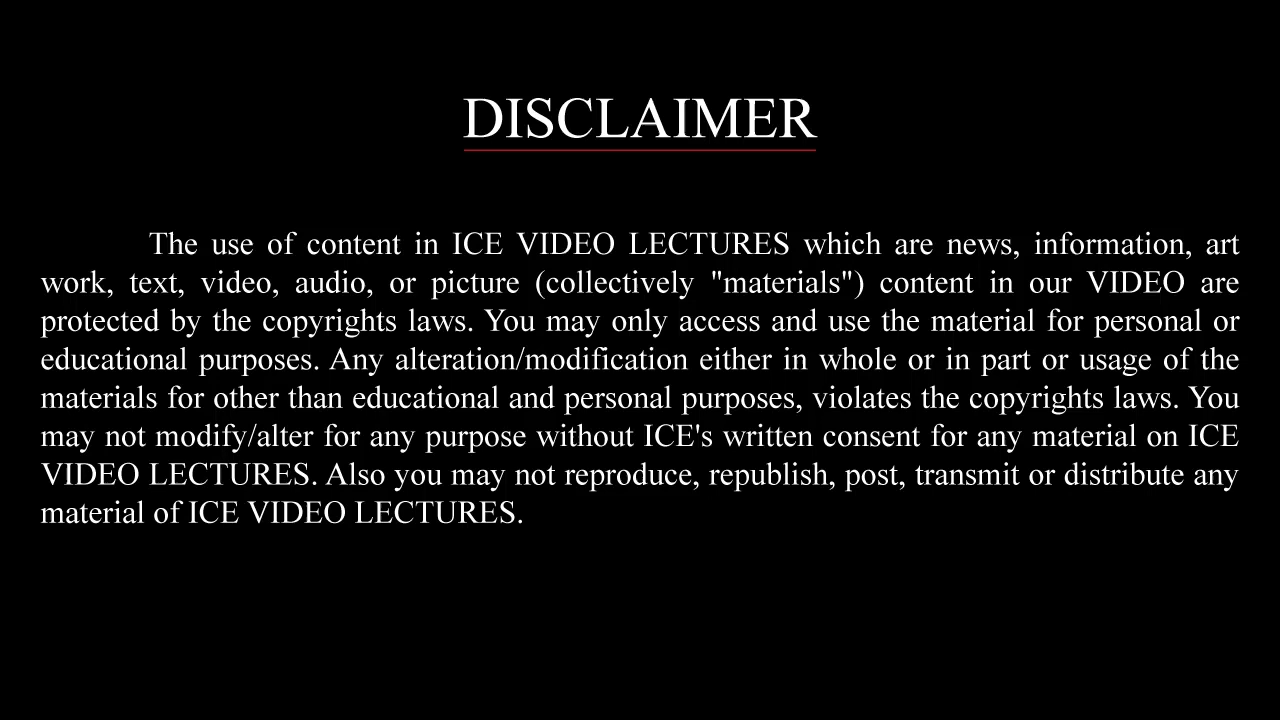 DISCLAIMER
The use of content in ICE VIDEO LECTURES which are news, information, art
work, text, video, audio, or picture (collectively "materials") content in our VIDEO are
protected by the copyrights laws. You may only access and use the material for personal or
educational purposes. Any alteration/modification either in whole or in part or usage of the
materials for other than educational and personal purposes, violates the copyrights laws. You
may not modify/alter for any purpose without ICE's written consent for any material on ICE
VIDEO LECTURES. Also you may not reproduce, republish, post, transmit or distribute any
material of ICE VIDEO LECTURES.